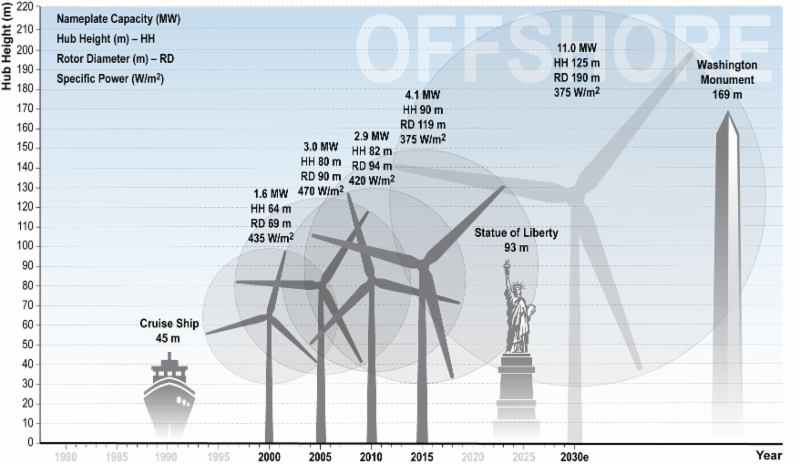 Nameplate Capacity (MW)
Hub Height (m) – HH
Rotor Diameter (m) – RD
Specific Power (W/m²)
OFFSHORE
Hub Height (m)
220
210
200
190
180
170
160
150
140
130
120
110
100
90
80
70
60
50
40
30
20
10
0
Cruise Ship
45 m
1.6 MW
HH 64 m
RD 69 m
435 W/m²
3.0 MW
HH 80 m
RD 90 m
470 W/m²
2.9 MW
HH 82 m
RD 94 m
420 W/m²
4.1 MW
HH 90 m
RD 119 m
375 W/m²
Statue of Liberty
93 m
11.0 MW
HH 125 m
RD 190 m
375 W/m²
Washington
Monument
169 m
1980 1985 1990 1995 2000 2005 2010 2015 2020 2025 2030e Year